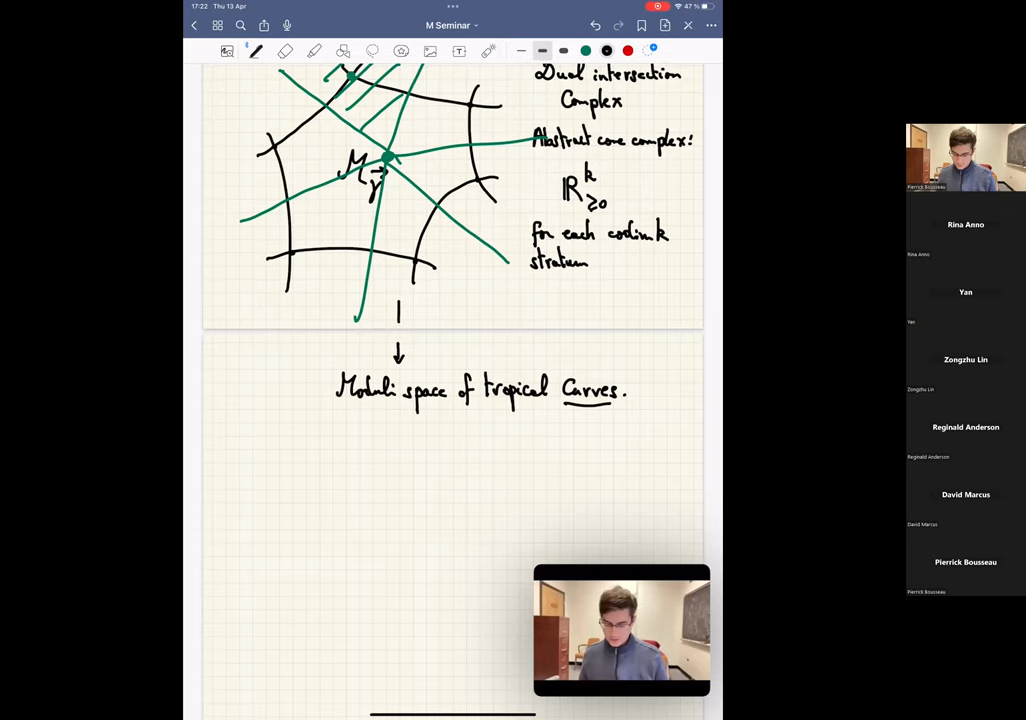 17:22 Thu 13 Apr
47 %
M Seminar
Dual intersection
Complex
Abstract cone complex:
ℝ^k_≥0
for each codim k
stratum
M_γ⃗
Moduli space of tropical Curves.
Pierrick Bousseau
Rina Anno
Rina Anno
Yan
Yan
Zongzhu Lin
Zongzhu Lin
Reginald Anderson
Reginald Anderson
David Marcus
David Marcus
Pierrick Bousseau
Pierrick Bousseau